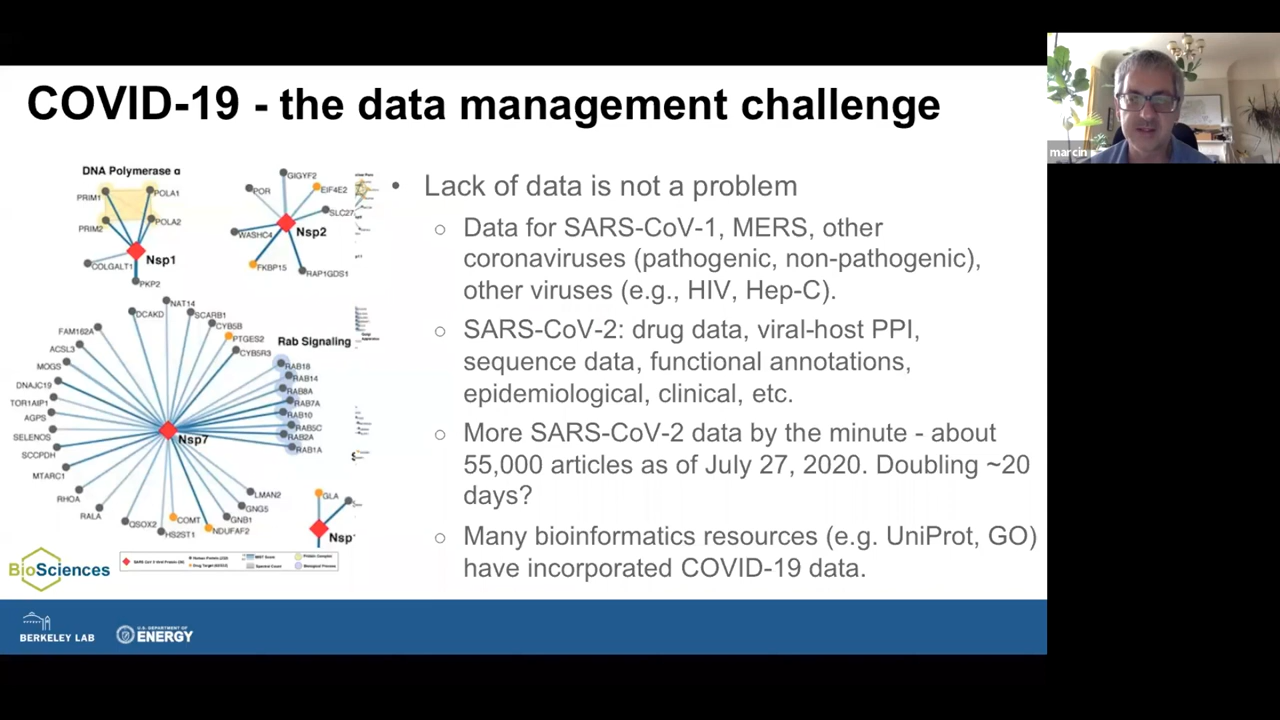 COVID-19 - the data management challenge
marcin
DNA Polymerase α
PRIM1
POLA1
PRIM2
POLA2
Nsp1
COLGALT1
PKP2
GIGYF2
POR
EIF4E2
SLC27
WASHC4
Nsp2
FKBP15
RAP1GDS1
NAT14
DCAKD
SCARB1
FAM162A
CYB5B
PTGES2
ACSL3
CYB5R3
Rab Signaling
MOGS
RAB18
DNAJC19
RAB14
RAB8A
TOR1AIP1
RAB7A
AGPS
RAB10
RAB5C
SELENOS
Nsp7
RAB2A
SCCPDH
RAB1A
MTARC1
RHOA
LMAN2
RALA
GNG5
QSOX2
COMT
GNB1
HS2ST1
NDUFAF2
GLA
Nsp
• Lack of data is not a problem
○ Data for SARS-CoV-1, MERS, other
coronaviruses (pathogenic, non-pathogenic),
other viruses (e.g., HIV, Hep-C).
○ SARS-CoV-2: drug data, viral-host PPI,
sequence data, functional annotations,
epidemiological, clinical, etc.
○ More SARS-CoV-2 data by the minute - about
55,000 articles as of July 27, 2020. Doubling ~20
days?
○ Many bioinformatics resources (e.g. UniProt, GO)
have incorporated COVID-19 data.
BioSciences
BERKELEY LAB
U.S. DEPARTMENT OF
ENERGY